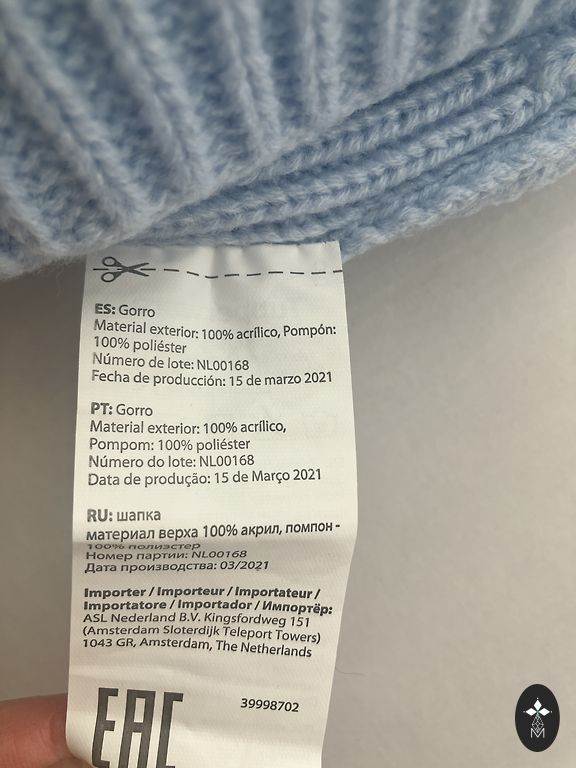 ES: Gorro
Material exterior: 100% acrílico, Pompón:
100% poliéster
Número de lote: NL00168
Fecha de producción: 15 de marzo 2021
PT: Gorro
Material exterior: 100% acrílico,
Pompom: 100% poliéster
Número do lote: NL00168
Data de produção: 15 de Março 2021
RU: шапка
материал верха 100% акрил, помпон -
100% полиэстер
Номер партии: NL00168
Дата производства: 03/2021
Importer / Importeur / Importateur /
Importatore / Importador / Импортёр:
ASL Nederland B.V. Kingsfordweg 151
(Amsterdam Sloterdijk Teleport Towers)
1043 GR, Amsterdam, The Netherlands
EAC
39998702
M